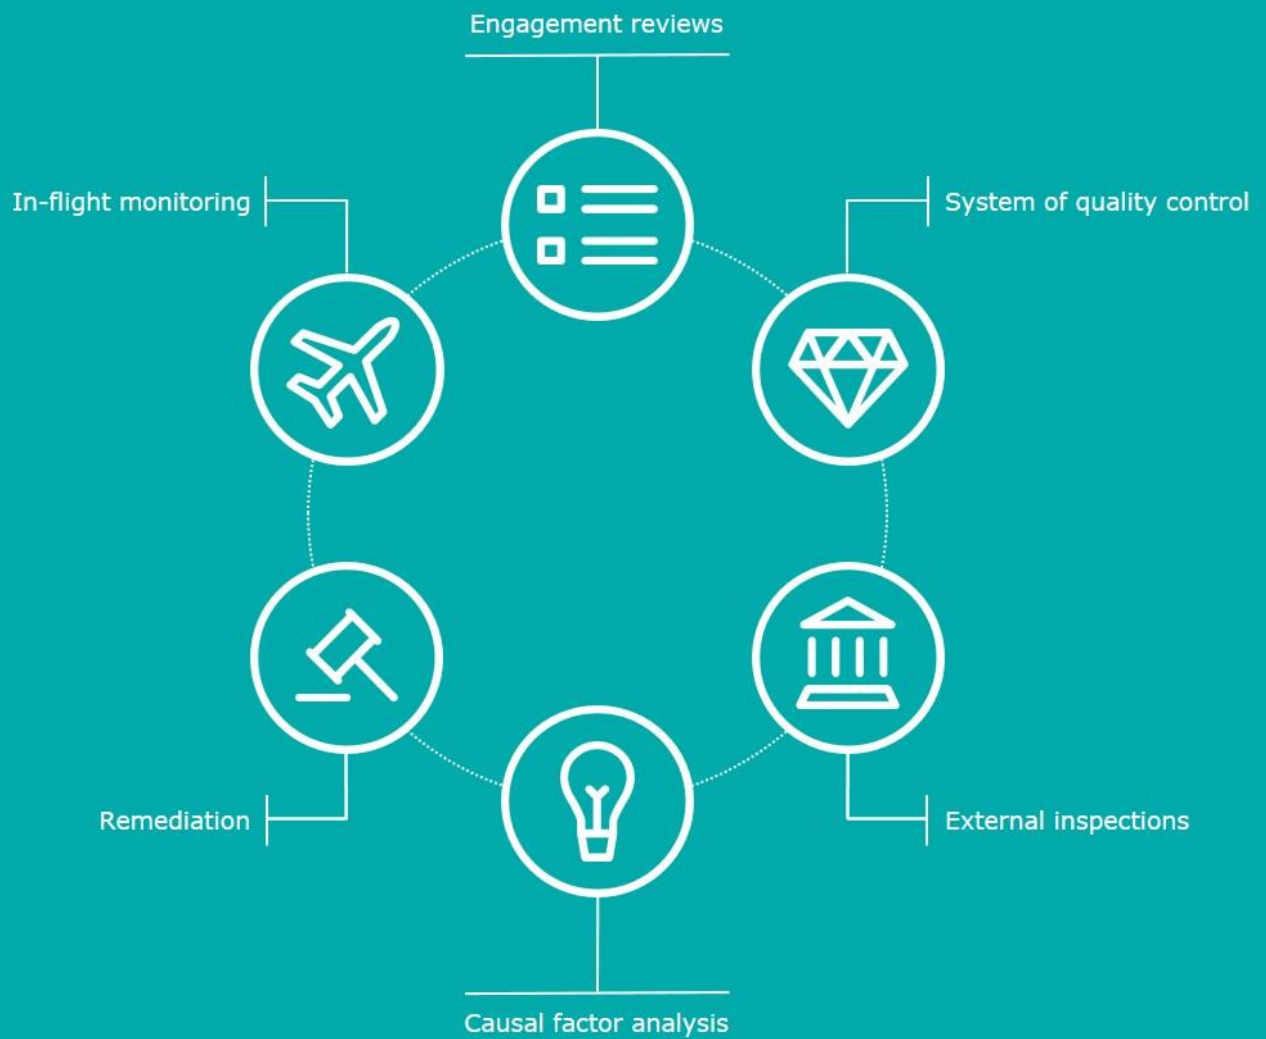 Engagement reviews
In-flight monitoring
System of quality control
Remediation
External inspections
Causal factor analysis